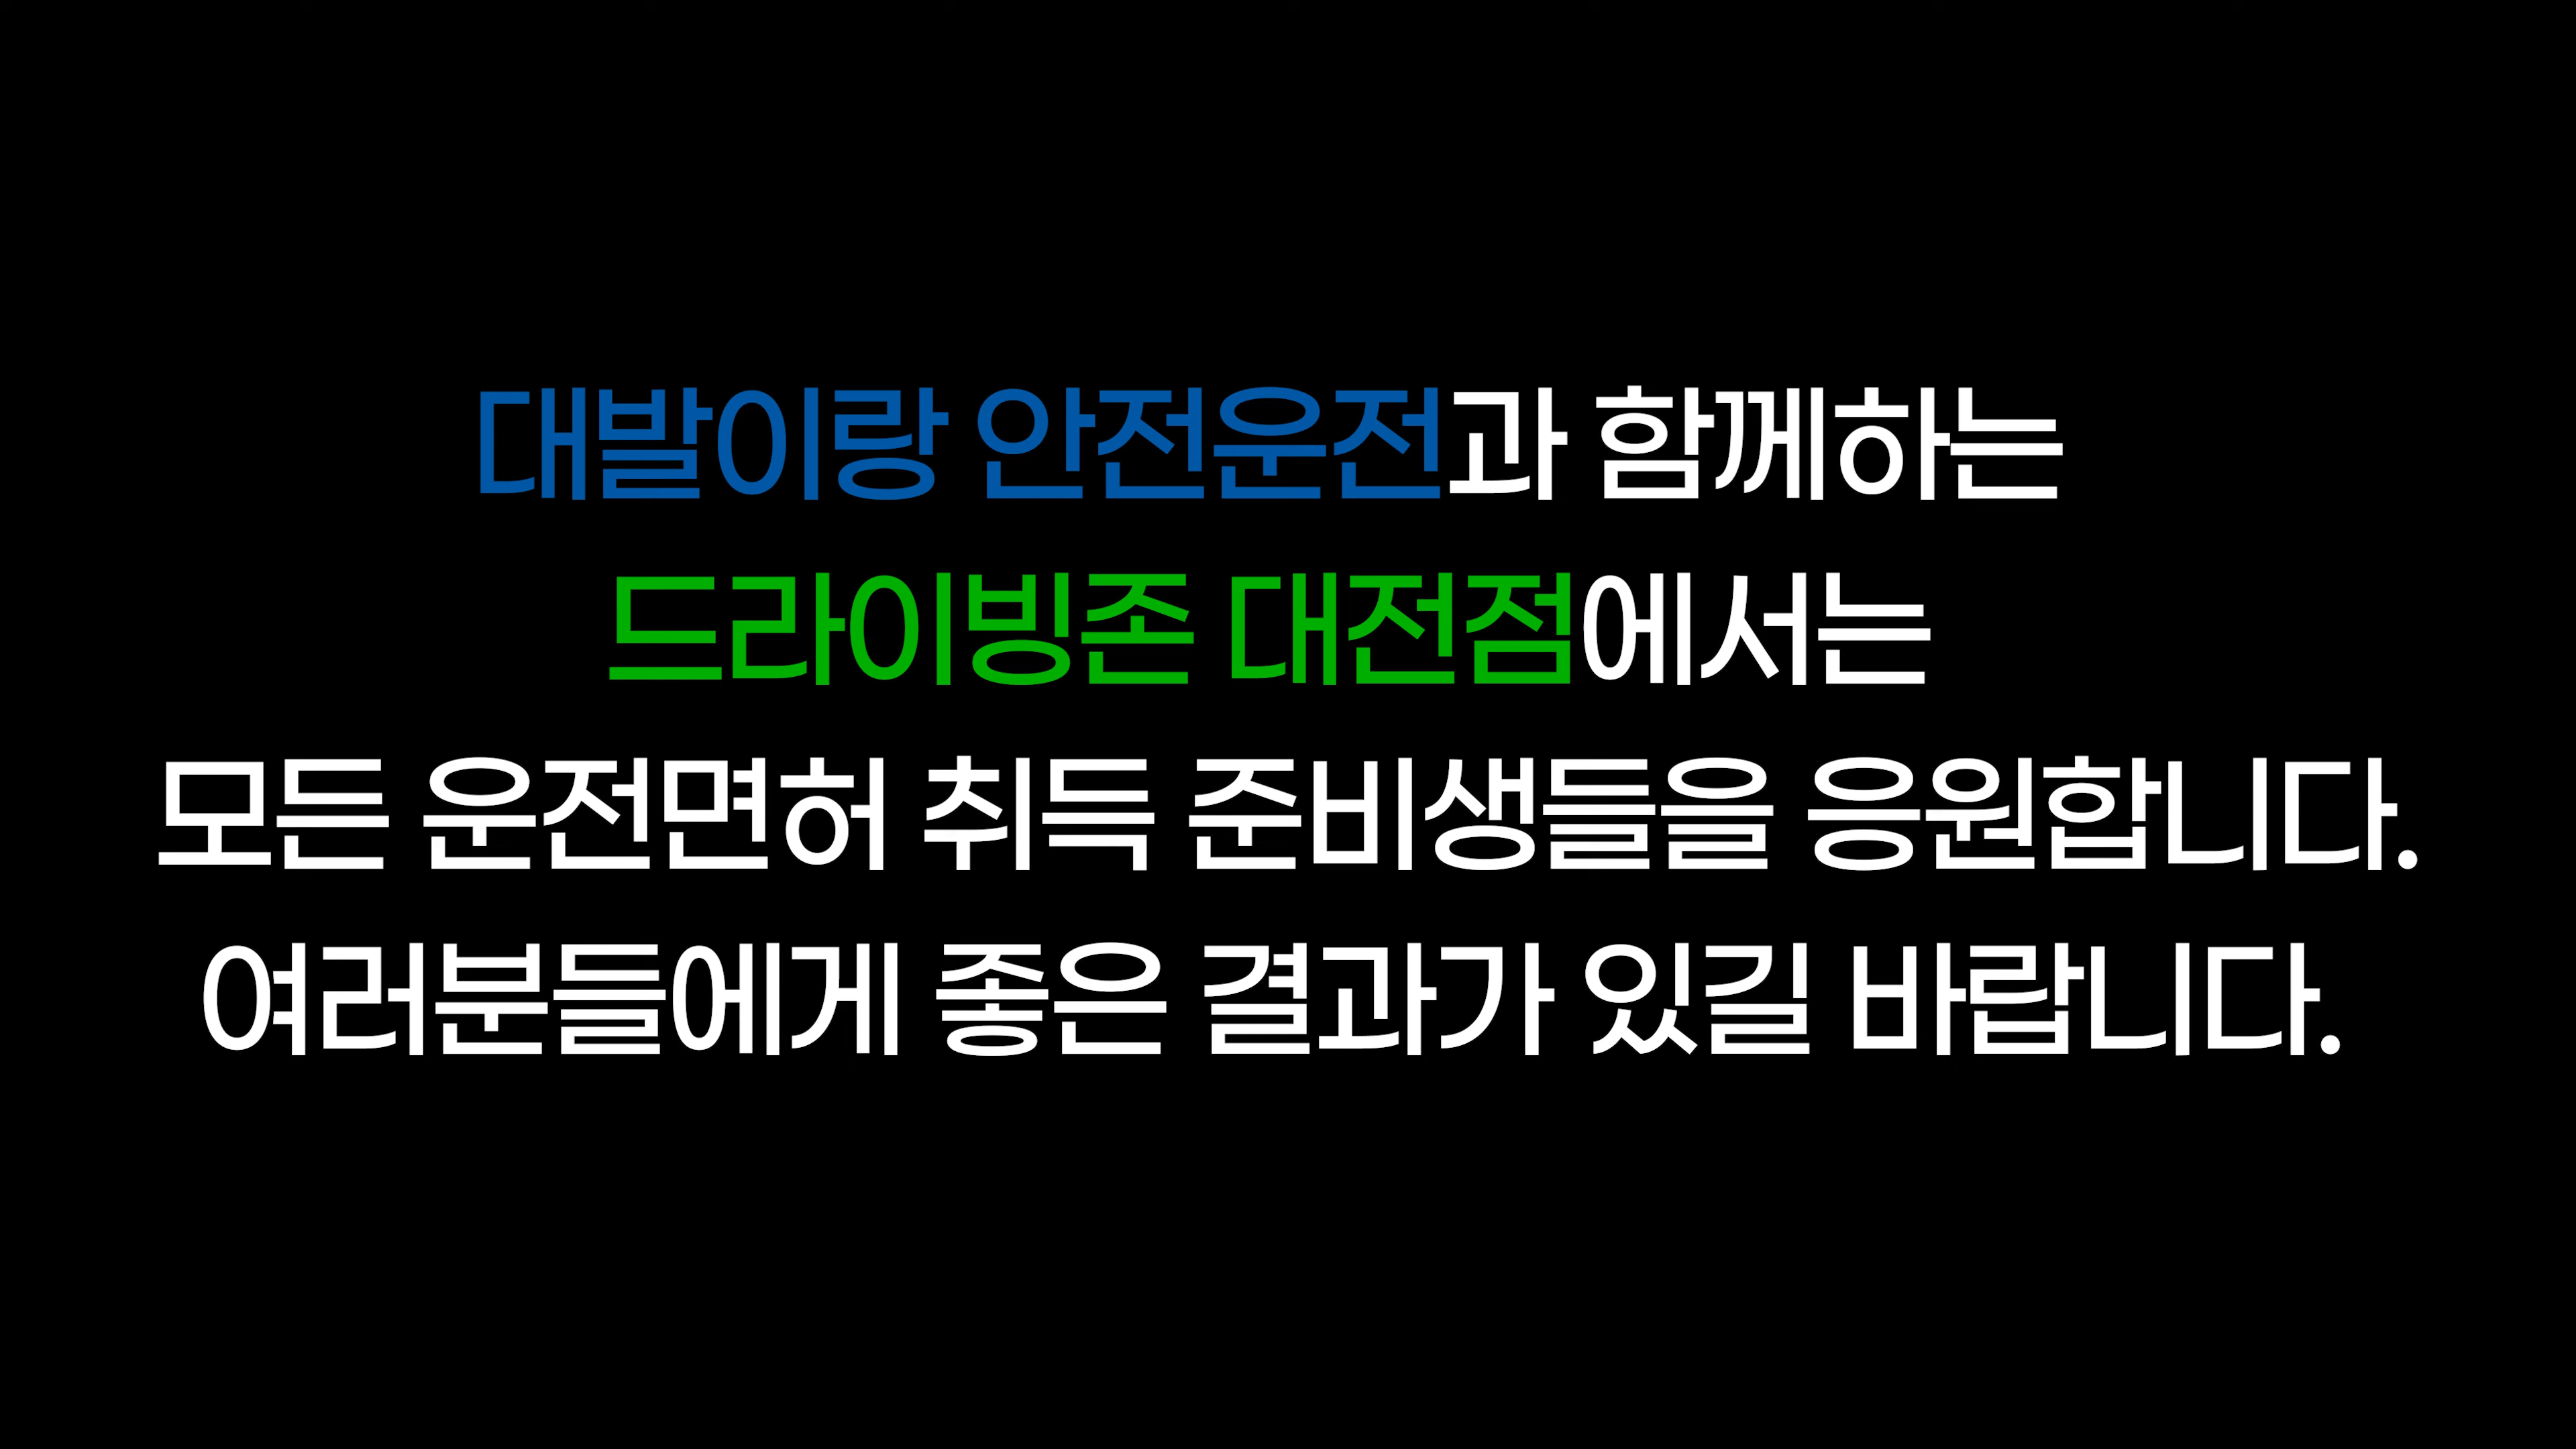 대발이랑 안전운전과 함께하는
드라이빙존 대전점에서는
모든 운전면허 취득 준비생들을 응원합니다.
여러분들에게 좋은 결과가 있길 바랍니다.